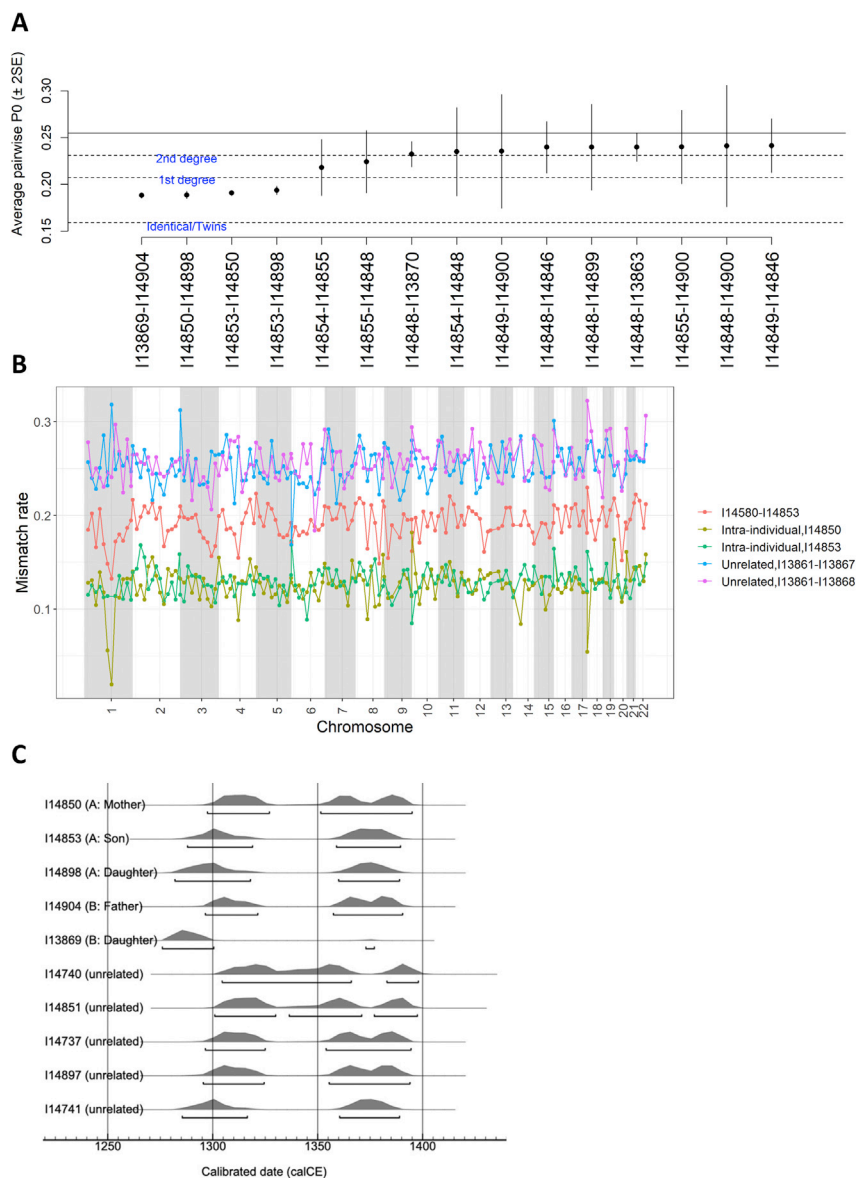 A
Average pairwise P0 (± 2SE)
0.30
0.25
0.20
0.15
2nd degree
1st degree
Identical/Twins
I13869-I14904
I14850-I14898
I14853-I14850
I14853-I14898
I14854-I14855
I14855-I14848
I14848-I13870
I14854-I14848
I14849-I14900
I14848-I14846
I14848-I14899
I14848-I13863
I14855-I14900
I14848-I14900
I14849-I14846
B
Mismatch rate
0.3
0.2
0.1
1 2 3 4 5 6 7 8 9 10 11 12 13 14 15 16 17 18 19 20 21 22
Chromosome
I14580-I14853
Intra-individual,I14850
Intra-individual,I14853
Unrelated,I13861-I13867
Unrelated,I13861-I13868
C
I14850 (A: Mother)
I14853 (A: Son)
I14898 (A: Daughter)
I14904 (B: Father)
I13869 (B: Daughter)
I14740 (unrelated)
I14851 (unrelated)
I14737 (unrelated)
I14897 (unrelated)
I14741 (unrelated)
1250 1300 1350 1400
Calibrated date (calCE)